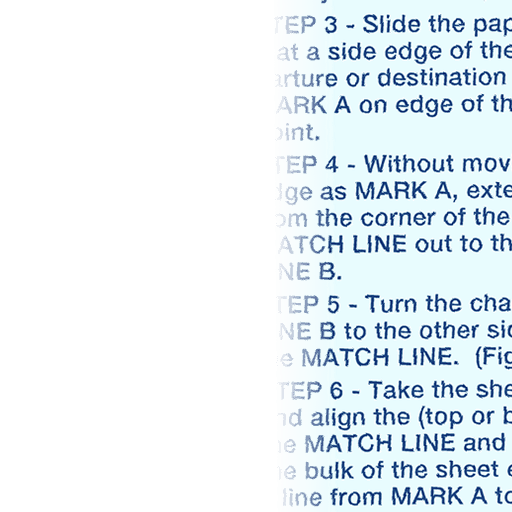 TEP 3 - Slide the pap
at a side edge of the
arture or destination
ARK A on edge of th
oint.
TEP 4 - Without mov
dge as MARK A, exte
om the corner of the
ATCH LINE out to th
NE B.
TEP 5 - Turn the cha
NE B to the other sid
e MATCH LINE. (Fig
TEP 6 - Take the she
nd align the (top or b
e MATCH LINE and
e bulk of the sheet e
line from MARK A to